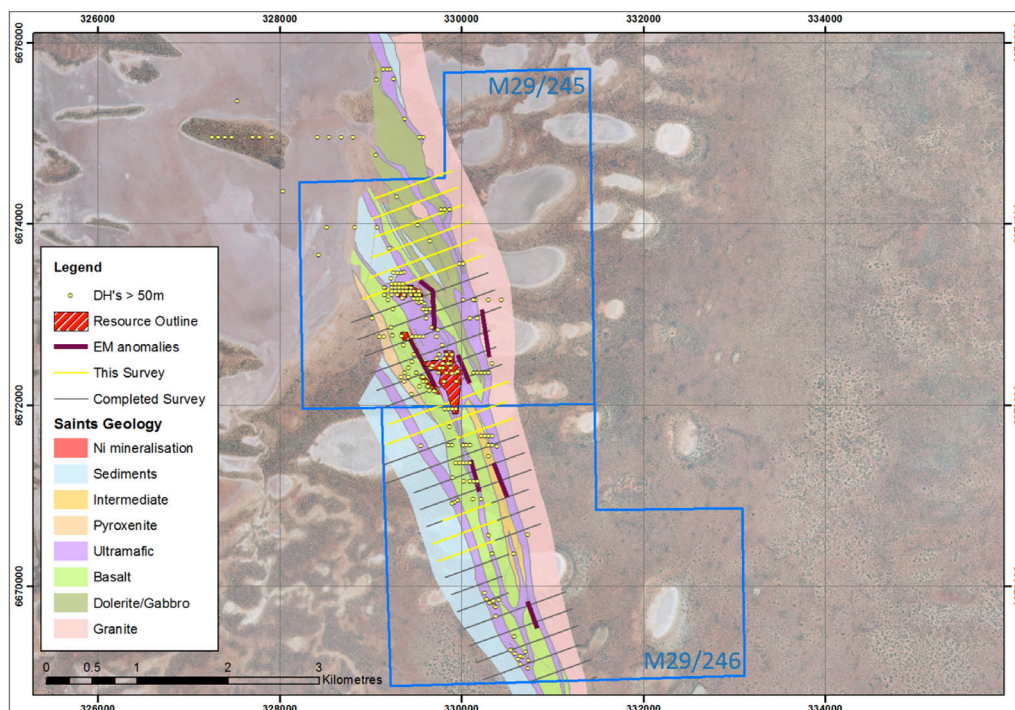 326000 328000 330000 332000 334000
6676000
M29/245
6674000
Legend
DH's > 50m
Resource Outline
EM anomalies
This Survey
Completed Survey
6672000
Saints Geology
Ni mineralisation
Sediments
Intermediate
Pyroxenite
Ultramafic
Basalt
6670000
Dolerite/Gabbro
Granite
M29/246
0 0.5 1 2 3
Kilometres
326000 328000 330000 332000 334000